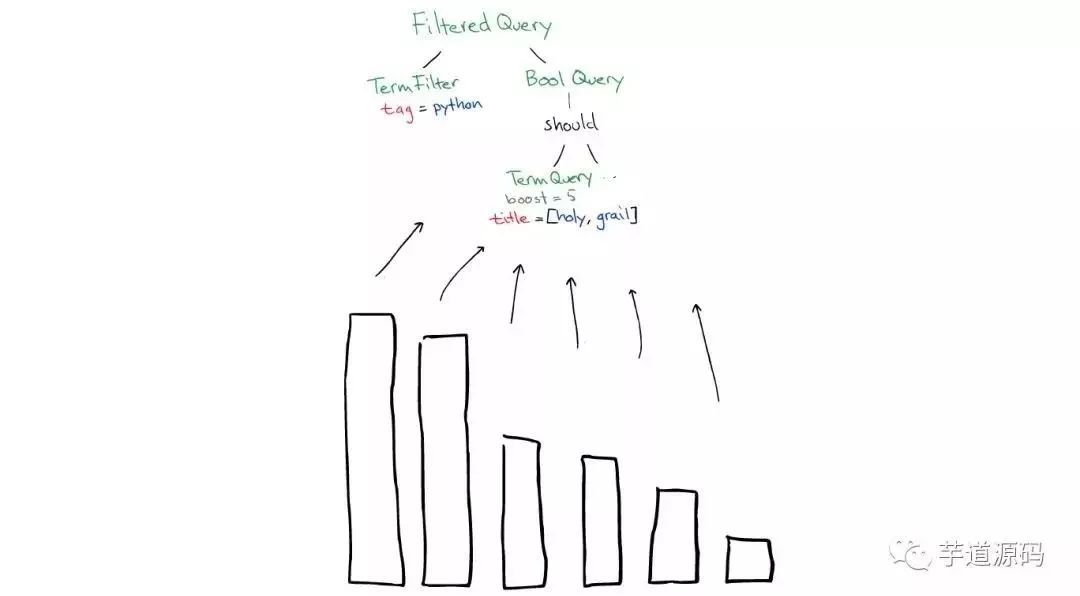 Filtered Query
TermFilter
tag = python
Bool Query
should
TermQuery ...
boost = 5
title = [holy, grail]
芋道源码